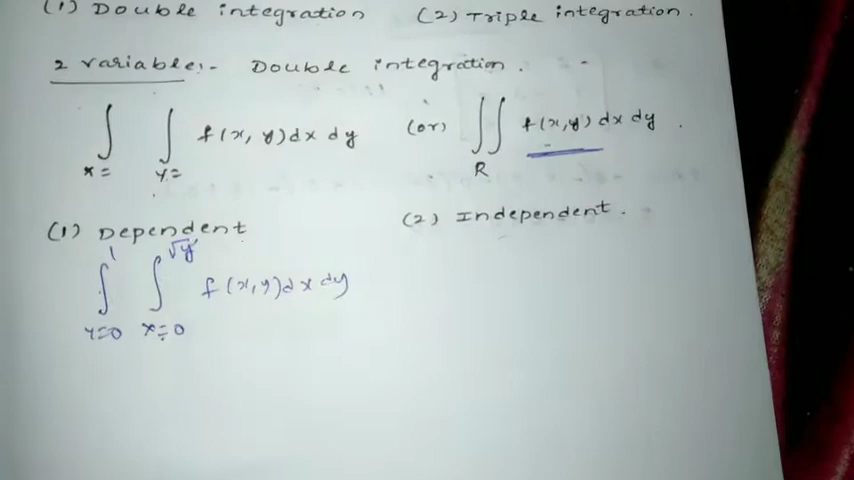 (1) Double integration (2) Triple integration.
2 variable:- Double integration.
∫ x= ∫ y= f(x, y) dx dy (or) ∬ R f(x,y) dx dy.
(1) Dependent (2) Independent.
∫ y=0 1 ∫ x=0 √y f(x,y) dx dy